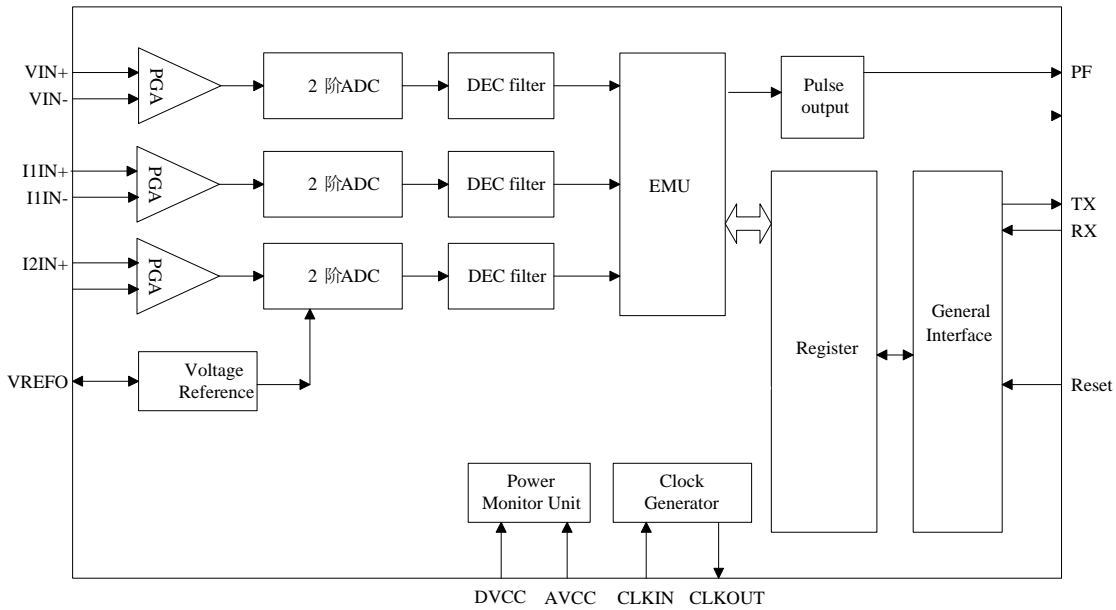 VIN+
VIN-
PGA
2 阶ADC
DEC filter
EMU
Pulse
output
PF
I1IN+
I1IN-
PGA
2 阶ADC
DEC filter
TX
RX
I2IN+
PGA
2 阶ADC
DEC filter
VREFO
Voltage
Reference
Register
General
Interface
Reset
Power
Monitor Unit
Clock
Generator
DVCC
AVCC
CLKIN
CLKOUT